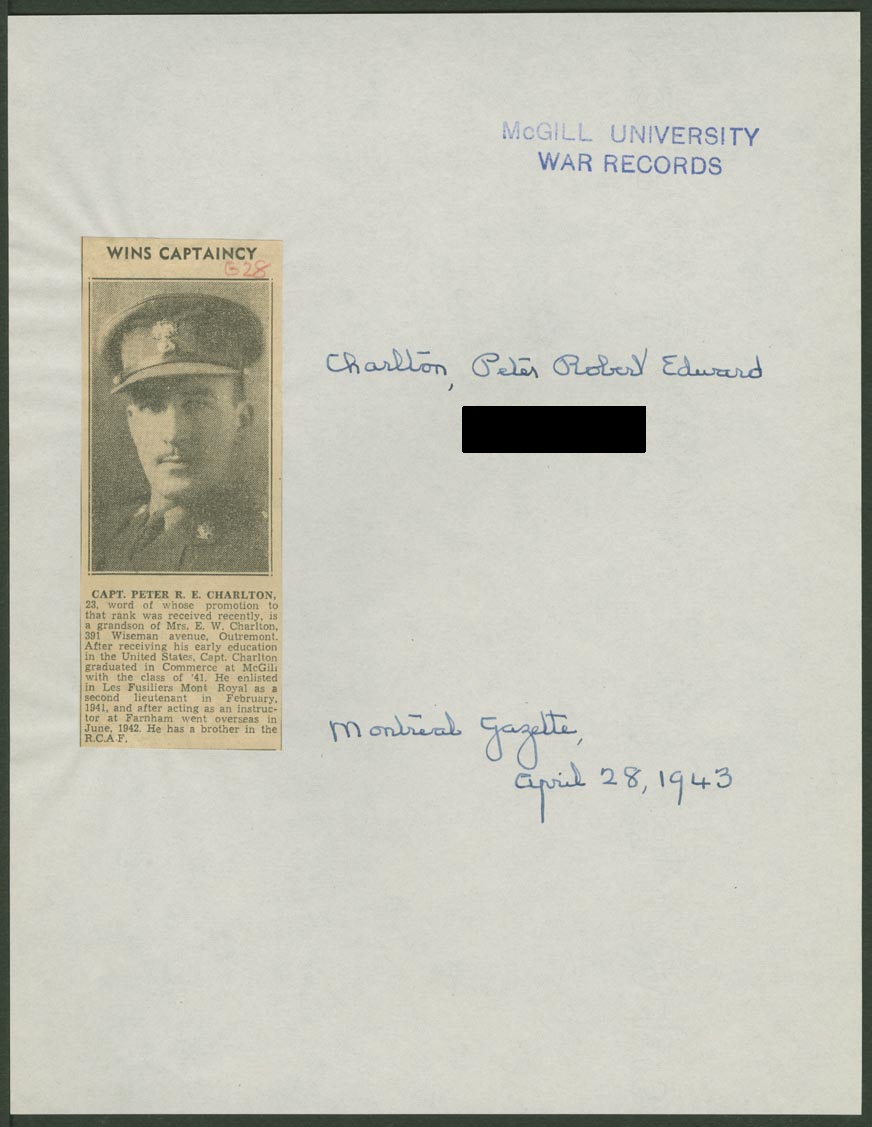 McGILL UNIVERSITY
WAR RECORDS
WINS CAPTAINCY
G28
Charlton, Peter Robert Edward
CAPT. PETER R. E. CHARLTON,
23, word of whose promotion to
that rank was received recently, is
a grandson of Mrs. E. W. Charlton,
391 Wiseman avenue, Outremont.
After receiving his early education
in the United States, Capt. Charlton
graduated in Commerce at McGill
with the class of '41. He enlisted
in Les Fusiliers Mont Royal as a
second lieutenant in February,
1941, and after acting as an instruc-
tor at Farnham went overseas in
June, 1942. He has a brother in the
R.C.A.F.
Montreal Gazette,
April 28, 1943